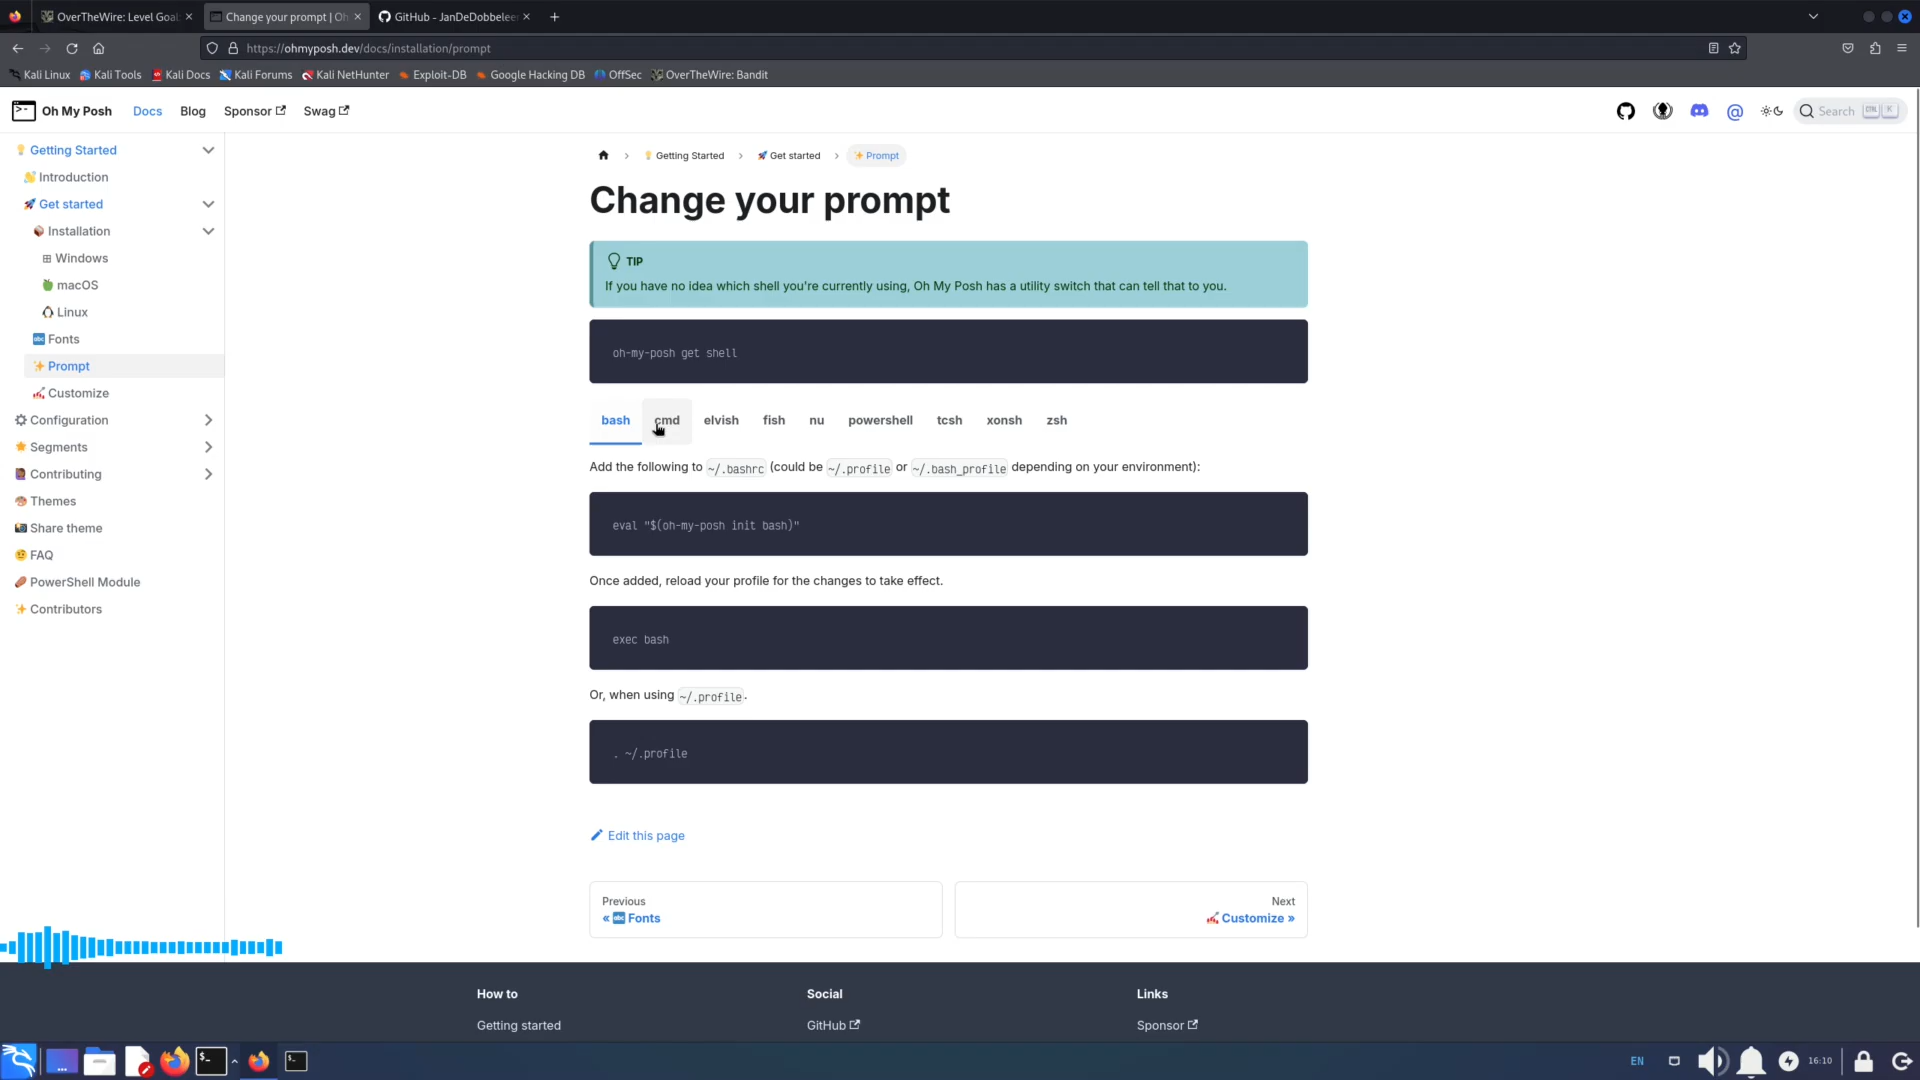 OverTheWire: Level Goal
Change your prompt | Oh
GitHub - JanDeDobbeleer
https://ohmyposh.dev/docs/installation/prompt
Kali Linux
Kali Tools
Kali Docs
Kali Forums
Kali NetHunter
Exploit-DB
Google Hacking DB
OffSec
OverTheWire: Bandit
Oh My Posh
Docs
Blog
Sponsor
Swag
Search
CTRL
K
Getting Started
Introduction
Get started
Installation
Windows
macOS
Linux
Fonts
Prompt
Customize
Configuration
Segments
Contributing
Themes
Share theme
FAQ
PowerShell Module
Contributors
Getting Started
Get started
Prompt
Change your prompt
TIP
If you have no idea which shell you're currently using, Oh My Posh has a utility switch that can tell that to you.
oh-my-posh get shell
bash
cmd
elvish
fish
nu
powershell
tcsh
xonsh
zsh
Add the following to ~/.bashrc (could be ~/.profile or ~/.bash_profile depending on your environment):
eval "$(oh-my-posh init bash)"
Once added, reload your profile for the changes to take effect.
exec bash
Or, when using ~/.profile.
. ~/.profile
Edit this page
Previous
« Fonts
Next
Customize »
How to
Getting started
Social
GitHub
Links
Sponsor
EN
16:10